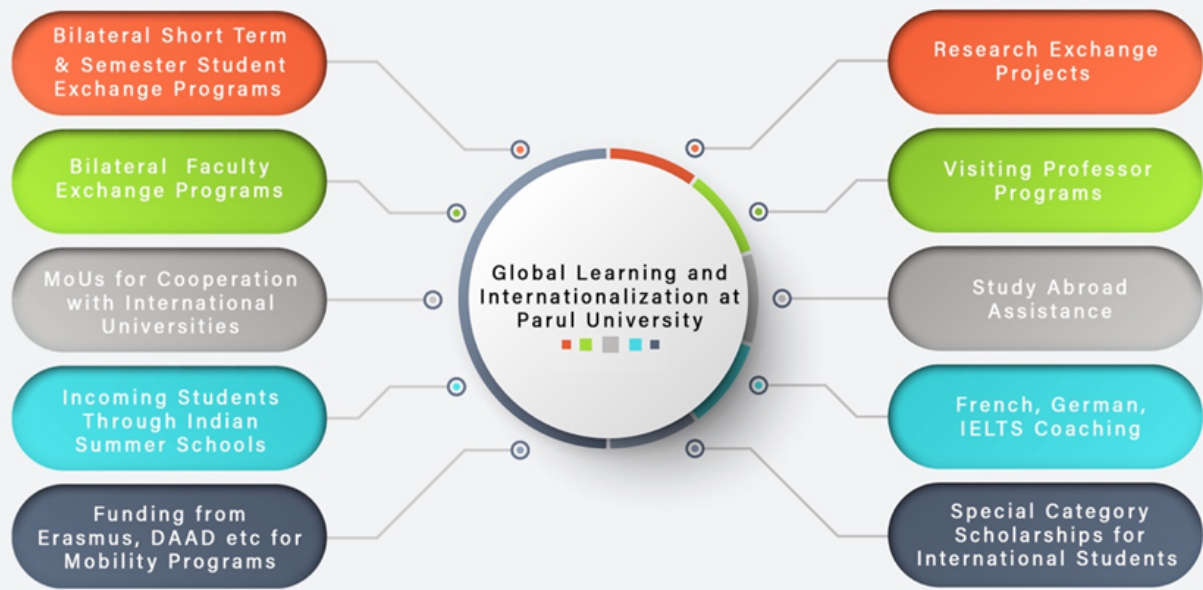 Bilateral Short Term
& Semester Student
Exchange Programs
Bilateral Faculty
Exchange Programs
MoUs for Cooperation
with International
Universities
Incoming Students
Through Indian
Summer Schools
Funding from
Erasmus, DAAD etc for
Mobility Programs
Global Learning and
Internationalization at
Parul University
Research Exchange
Projects
Visiting Professor
Programs
Study Abroad
Assistance
French, German,
IELTS Coaching
Special Category
Scholarships for
International Students